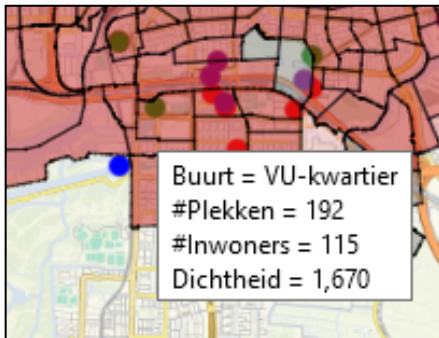 Buurt = VU-kwartier
#Plekken = 192
#Inwoners = 115
Dichtheid = 1,670